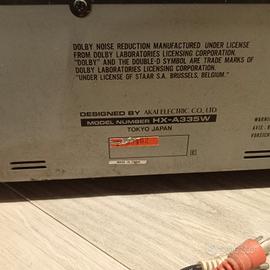 DOLBY NOISE REDUCTION MANUFACTURED UNDER LICENSE
FROM DOLBY LABORATORIES LICENSING CORPORATION.
"DOLBY" AND THE DOUBLE-D SYMBOL ARE TRADE MARKS OF
DOLBY LABORATORIES LICENSING CORPORATION.
"UNDER LICENSE OF STAAR S.A. BRUSSELS, BELGIUM."
DESIGNED BY AKAI ELECTRIC CO., LTD
MODEL NUMBER HX-A335W
TOKYO JAPAN
WARN
AVIS: